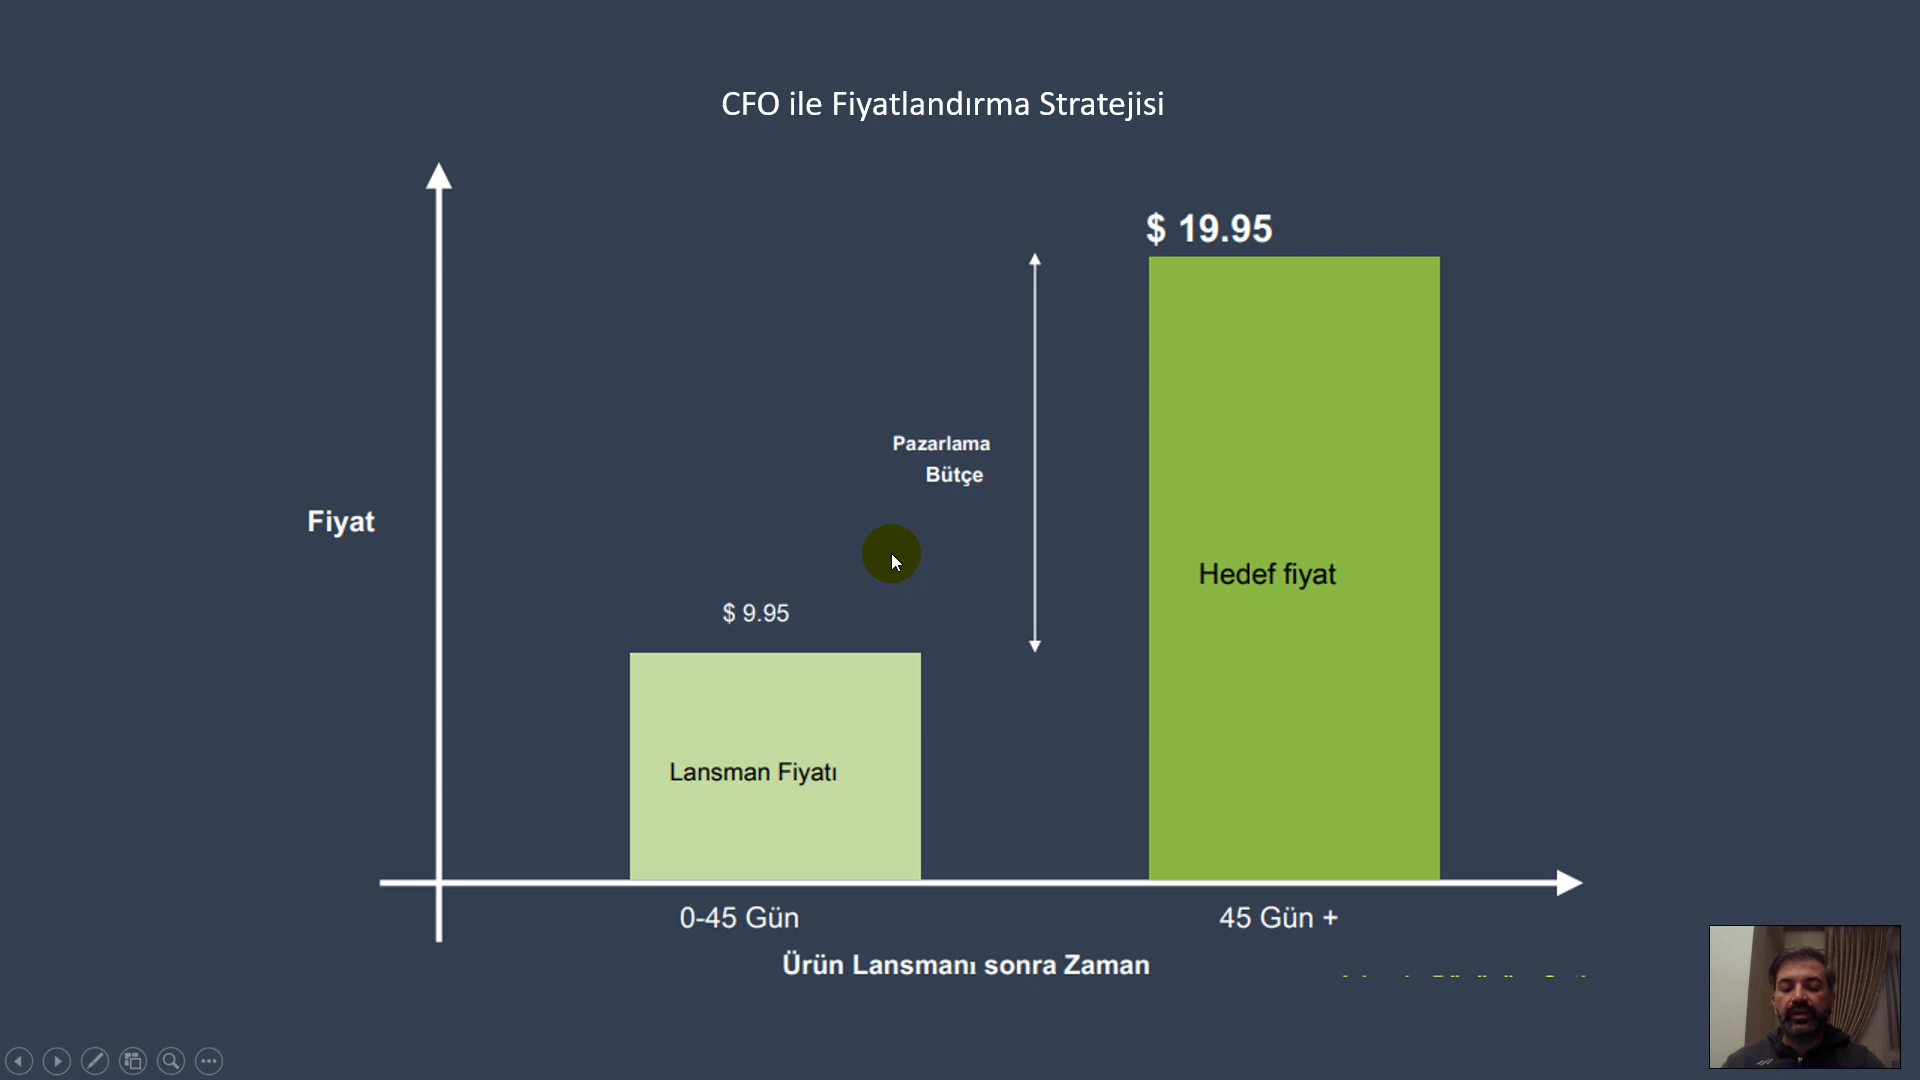 CFO ile Fiyatlandırma Stratejisi
$ 19.95
Pazarlama
Bütçe
Fiyat
Hedef fiyat
$ 9.95
Lansman Fiyatı
0-45 Gün
45 Gün +
Ürün Lansmanı sonra Zaman